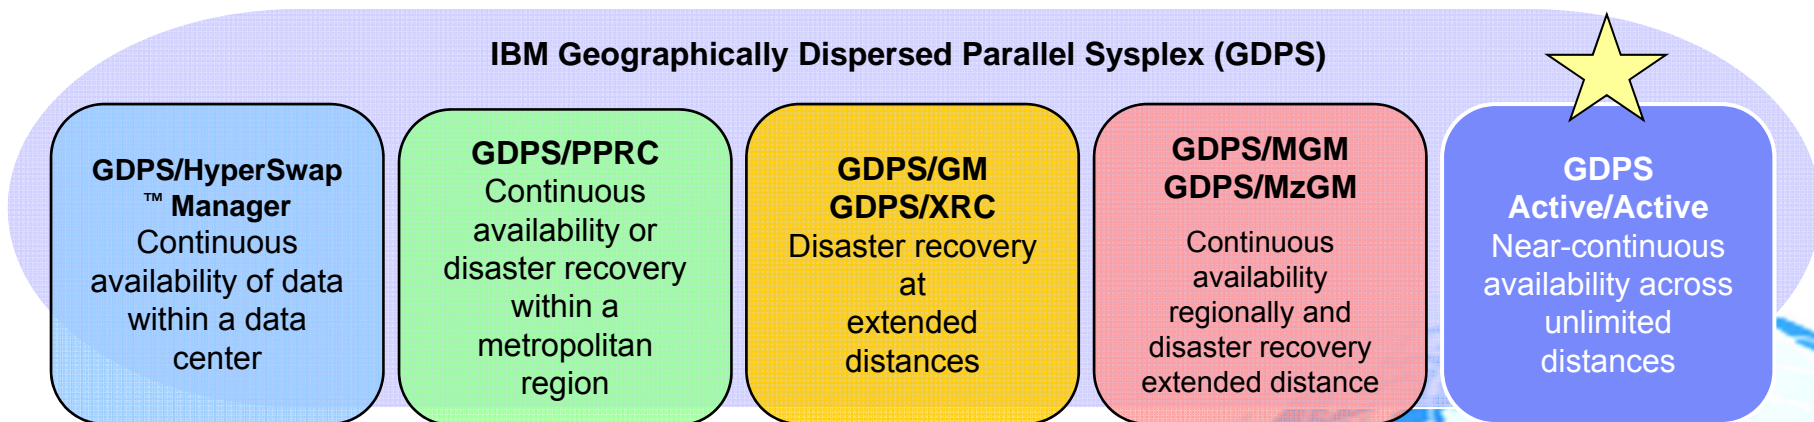 IBM Geographically Dispersed Parallel Sysplex (GDPS)
GDPS/HyperSwap
™ Manager
Continuous
availability of data
within a data
center
GDPS/PPRC
Continuous
availability or
disaster recovery
within a
metropolitan
region
GDPS/GM
GDPS/XRC
Disaster recovery
at
extended
distances
GDPS/MGM
GDPS/MzGM
Continuous
availability
regionally and
disaster recovery
extended distance
GDPS
Active/Active
Near-continuous
availability across
unlimited
distances